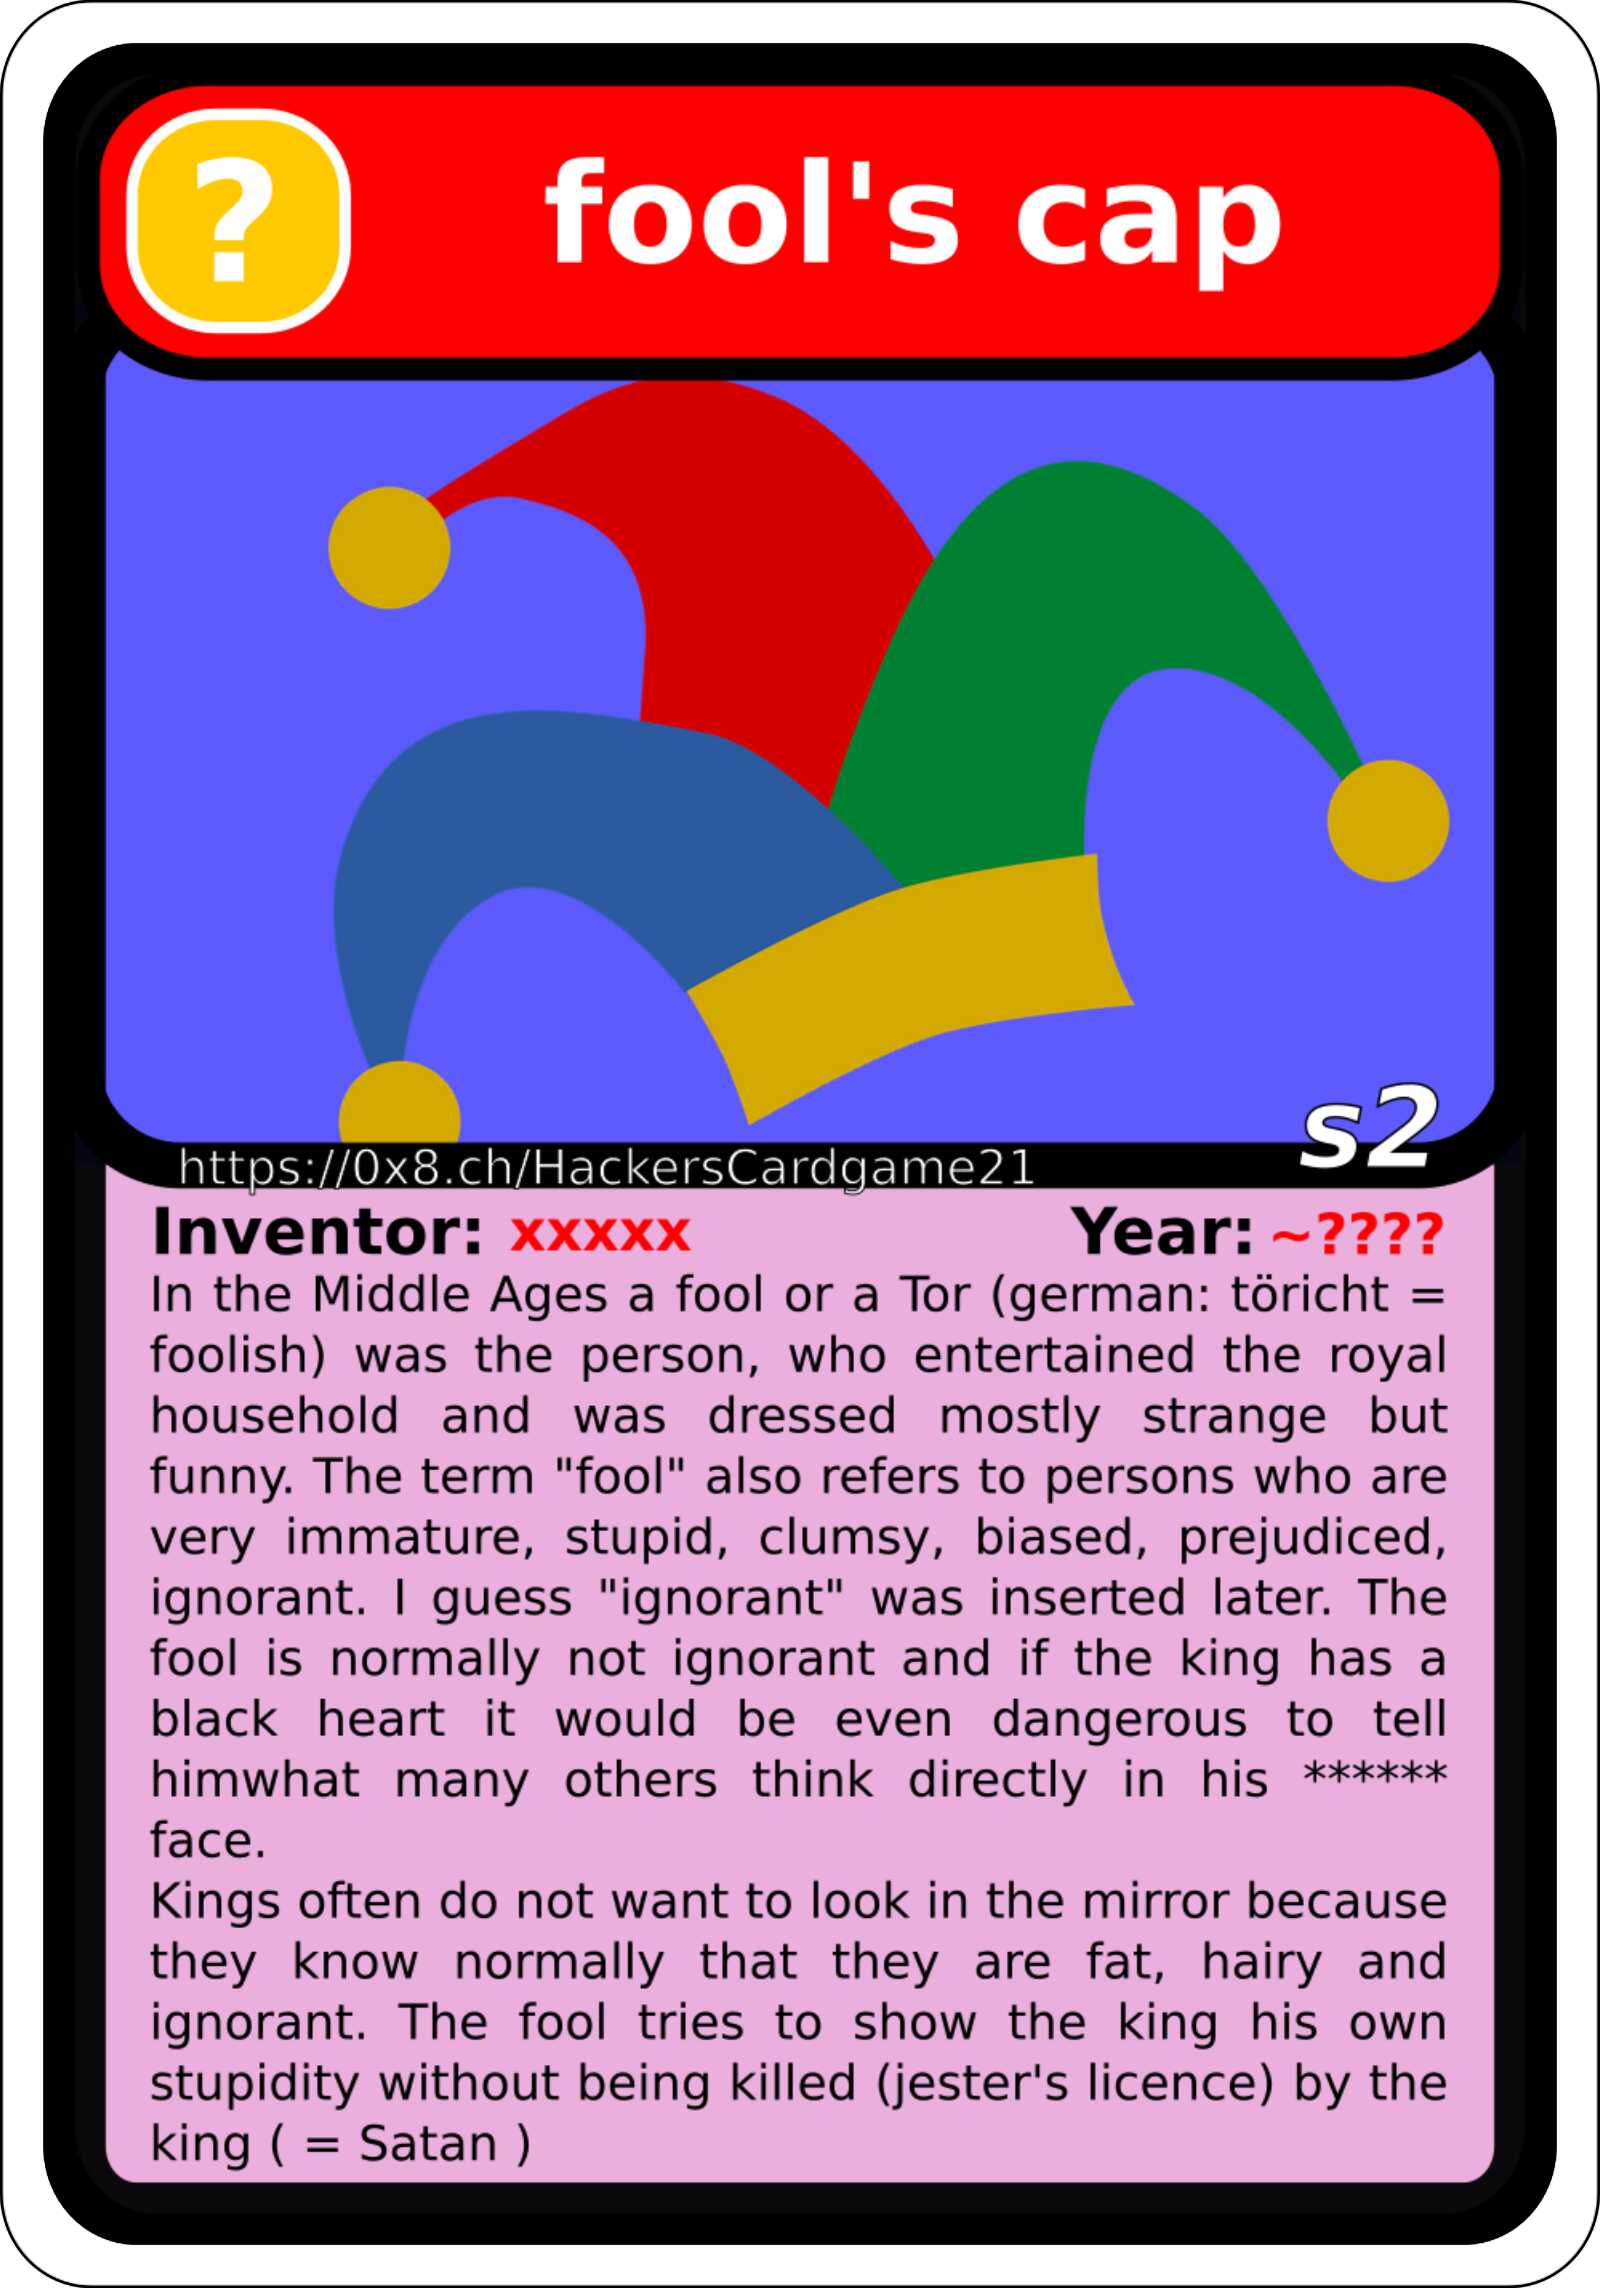 ?
fool's cap
s2
https://0x8.ch/HackersCardgame21
Inventor: xxxxx Year: ~????
In the Middle Ages a fool or a Tor (german: töricht =
foolish) was the person, who entertained the royal
household and was dressed mostly strange but
funny. The term "fool" also refers to persons who are
very immature, stupid, clumsy, biased, prejudiced,
ignorant. I guess "ignorant" was inserted later. The
fool is normally not ignorant and if the king has a
black heart it would be even dangerous to tell
himwhat many others think directly in his ******
face.
Kings often do not want to look in the mirror because
they know normally that they are fat, hairy and
ignorant. The fool tries to show the king his own
stupidity without being killed (jester's licence) by the
king ( = Satan )